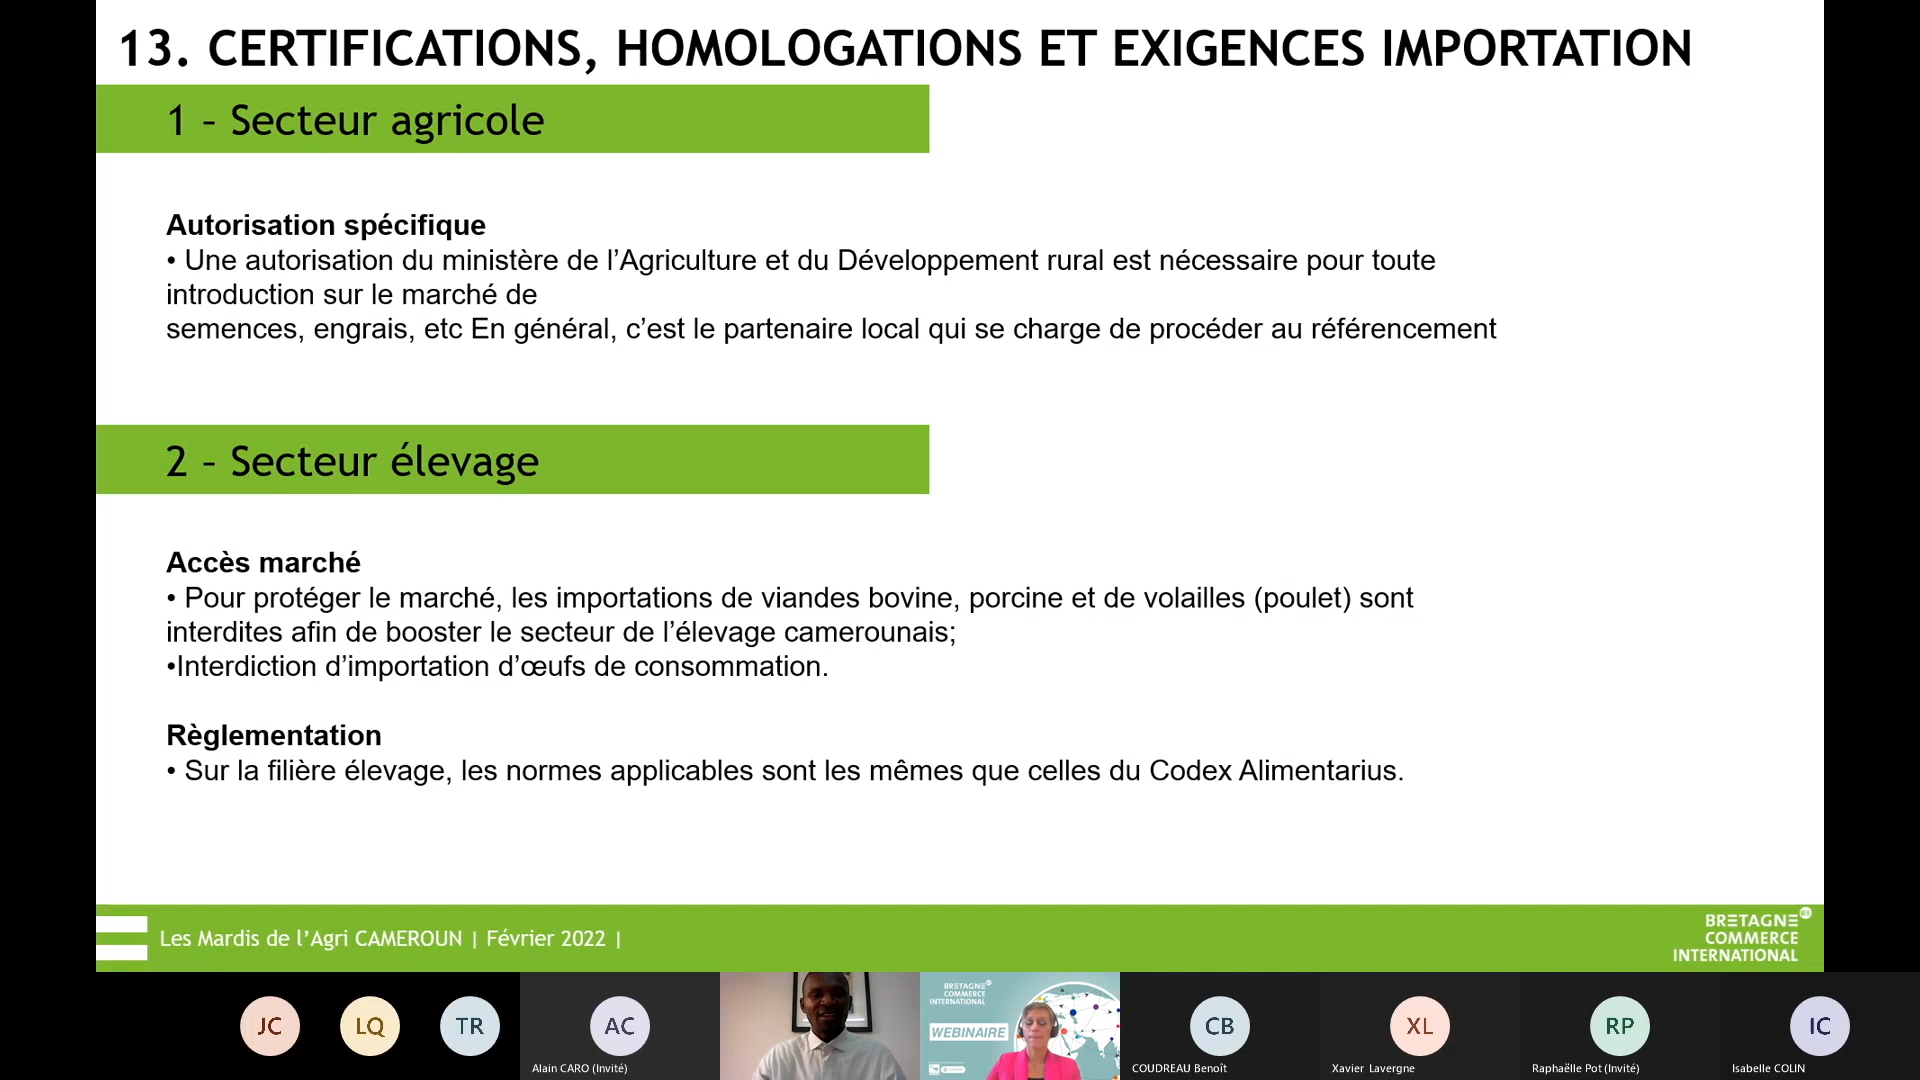 13. CERTIFICATIONS, HOMOLOGATIONS ET EXIGENCES IMPORTATION
1 – Secteur agricole
Autorisation spécifique
• Une autorisation du ministère de l’Agriculture et du Développement rural est nécessaire pour toute
introduction sur le marché de
semences, engrais, etc En général, c’est le partenaire local qui se charge de procéder au référencement
2 – Secteur élevage
Accès marché
• Pour protéger le marché, les importations de viandes bovine, porcine et de volailles (poulet) sont
interdites afin de booster le secteur de l’élevage camerounais;
•Interdiction d’importation d’œufs de consommation.
Règlementation
• Sur la filière élevage, les normes applicables sont les mêmes que celles du Codex Alimentarius.
Les Mardis de l’Agri CAMEROUN | Février 2022 |
BRETAGNE
COMMERCE
INTERNATIONAL
JC
LQ
TR
AC
Alain CARO (Invité)
BRETAGNE
COMMERCE
INTERNATIONAL
WEBINAIRE
CB
COUDREAU Benoît
XL
Xavier Lavergne
RP
Raphaëlle Pot (Invité)
IC
Isabelle COLIN